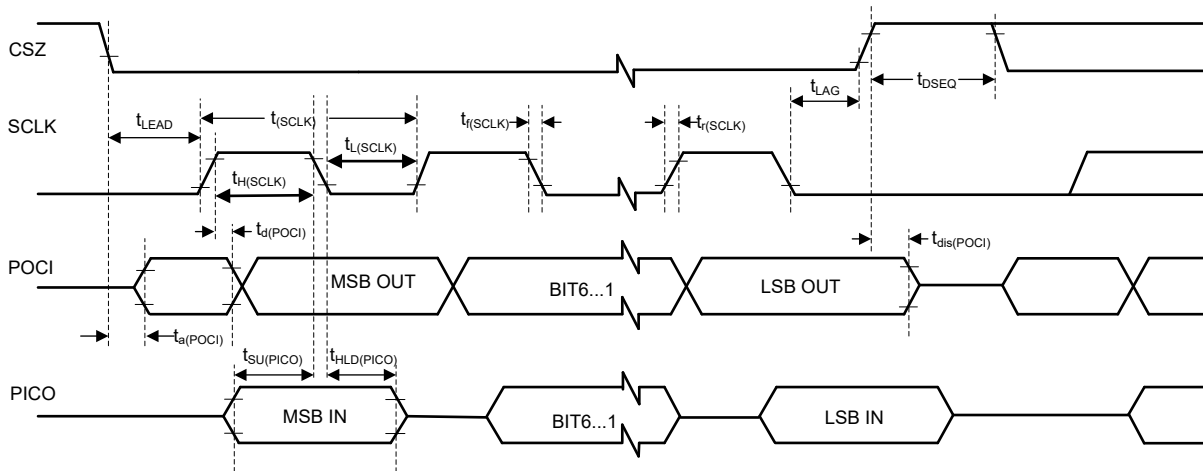 CSZ
tLAG
tDSEQ
SCLK
tLEAD
t(SCLK)
tf(SCLK)
tr(SCLK)
tL(SCLK)
tH(SCLK)
td(POCI)
tdis(POCI)
POCI
MSB OUT
BIT6...1
LSB OUT
ta(POCI)
tSU(PICO)
tHLD(PICO)
PICO
MSB IN
BIT6...1
LSB IN